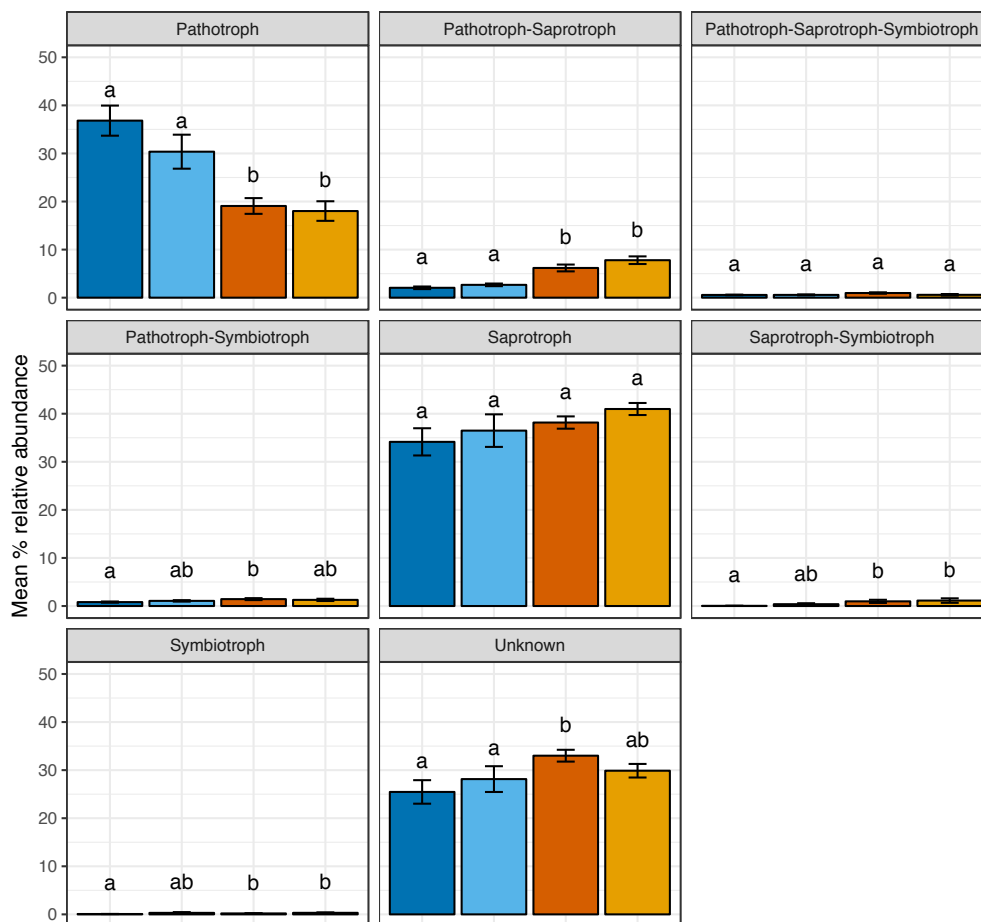 Pathotroph Pathotroph-Saprotroph Pathotroph-Saprotroph-Symbiotroph
50
40
30
20
10
0
a a b b
a a b b
a a a a
Pathotroph-Symbiotroph Saprotroph Saprotroph-Symbiotroph
50
40
30
20
10
0
a ab b ab
a a a a
a ab b b
Symbiotroph Unknown
50
40
30
20
10
0
a ab b b
a a b ab
Mean % relative abundance